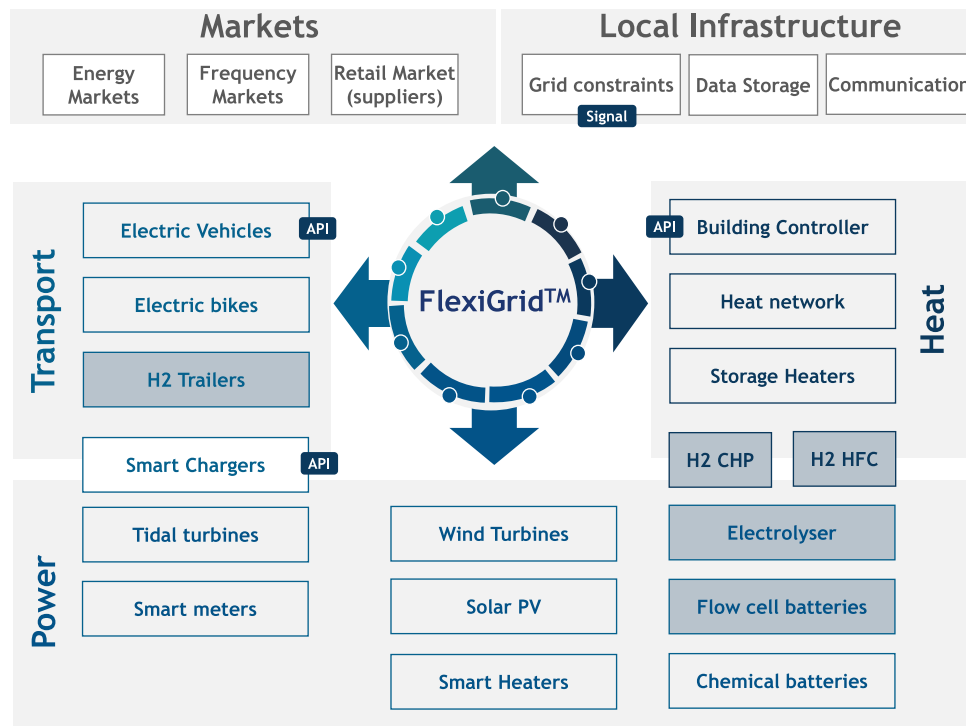 Markets
Energy
Markets
Frequency
Markets
Retail Market
(suppliers)
Local Infrastructure
Grid constraints
Signal
Data Storage
Communication
Transport
Electric Vehicles
API
Electric bikes
H2 Trailers
Smart Chargers
API
FlexiGrid™
Heat
API
Building Controller
Heat network
Storage Heaters
H2 CHP
H2 HFC
Power
Tidal turbines
Smart meters
Wind Turbines
Solar PV
Smart Heaters
Electrolyser
Flow cell batteries
Chemical batteries